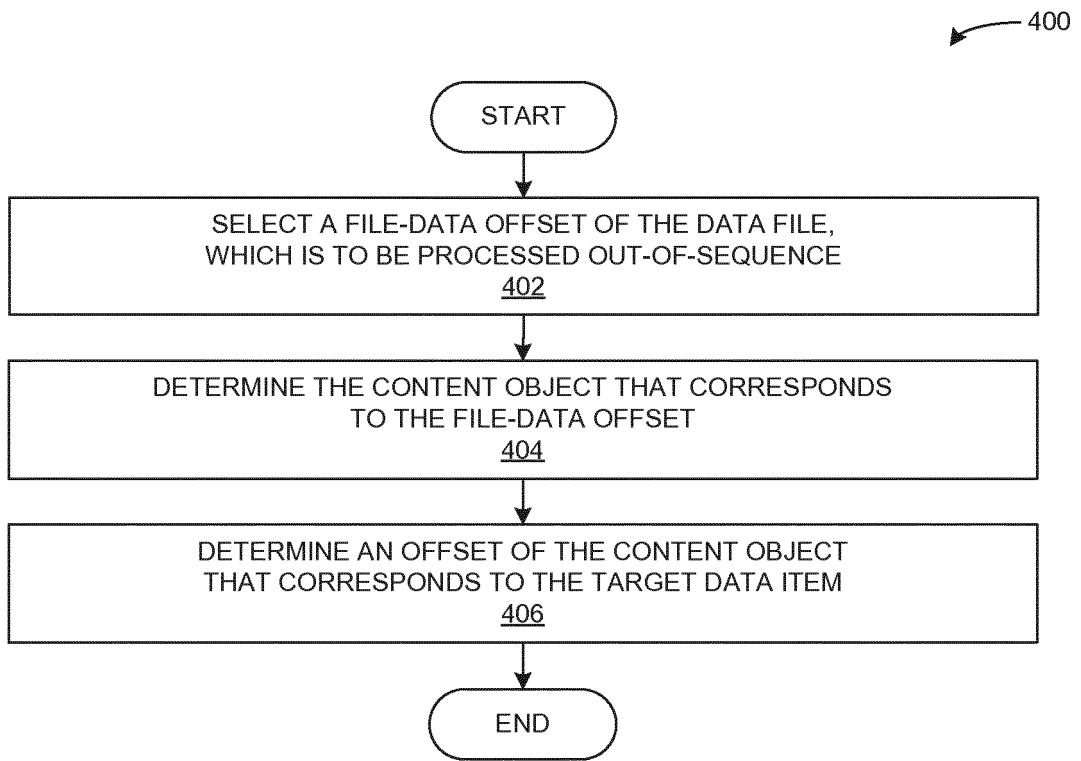 400
START
SELECT A FILE-DATA OFFSET OF THE DATA FILE,
WHICH IS TO BE PROCESSED OUT-OF-SEQUENCE
402
DETERMINE THE CONTENT OBJECT THAT CORRESPONDS
TO THE FILE-DATA OFFSET
404
DETERMINE AN OFFSET OF THE CONTENT OBJECT
THAT CORRESPONDS TO THE TARGET DATA ITEM
406
END